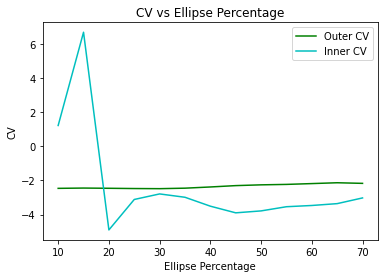 CV vs Ellipse Percentage
Outer CV
Inner CV
6
4
2
0
−2
−4
CV
10 20 30 40 50 60 70
Ellipse Percentage